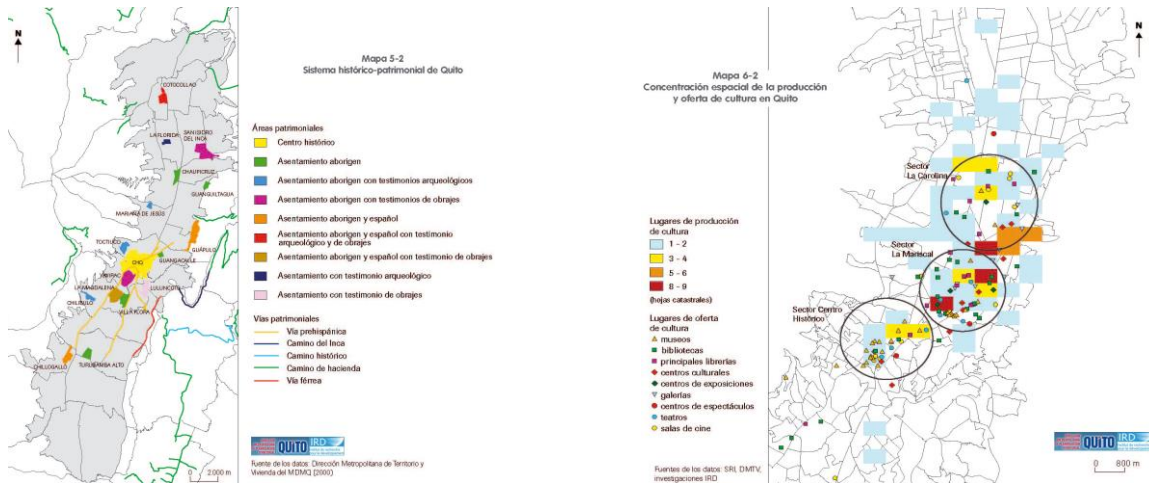 N
COTOCOLLAO
LA FLORIDA
SAN ISIDRO
DEL INCA
CHAUPICRUZ
GUANGUILTAGUA
MARIANA DE JESÚS
TOCTIUCO
GUÁPULO
CHQ
GUANGACALLE
YAVIRAC
LA MAGDALENA
LULUNCOTO
CHILIBULO
VILLA FLORA
CHILLOGALLO
TURUBAMBA ALTO
0 2.000 m
Mapa 5-2
Sistema histórico-patrimonial de Quito
Áreas patrimoniales
Centro histórico
Asentamiento aborigen
Asentamiento aborigen con testimonios arqueológicos
Asentamiento aborigen con testimonios de obrajes
Asentamiento aborigen y español
Asentamiento aborigen y español con testimonio
arqueológico y de obrajes
Asentamiento aborigen y español con testimonio de obrajes
Asentamiento con testimonio arqueológico
Asentamiento con testimonio de obrajes
Vías patrimoniales
Vía prehispánica
Camino del Inca
Camino histórico
Camino de hacienda
Vía férrea
QUITO
IRD
Fuente de los datos: Dirección Metropolitana de Territorio y
Vivienda del MDMQ [2000]
Mapa 6-2
Concentración espacial de la producción
y oferta de cultura en Quito
Lugares de producción
de cultura
1 - 2
3 - 4
5 - 6
8 - 9
(hojas catastrales)
Lugares de oferta
de cultura
museos
bibliotecas
principales librerías
centros culturales
centros de exposiciones
galerías
centros de espectáculos
teatros
salas de cine
Fuentes de los datos: SRI, DMTV,
investigaciones IRD
N
Sector
La Carolina
Sector
La Mariscal
Sector Centro
Histórico
QUITO
IRD
0 800 m